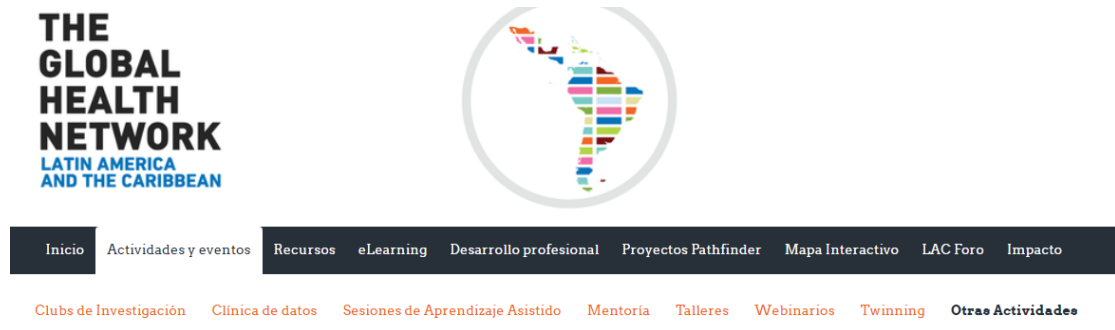 THE
GLOBAL
HEALTH
NETWORK
LATIN AMERICA
AND THE CARIBBEAN
Inicio Actividades y eventos Recursos eLearning Desarrollo profesional Proyectos Pathfinder Mapa Interactivo LAC Foro Impacto
Clubs de Investigación Clínica de datos Sesiones de Aprendizaje Asistido Mentoría Talleres Webinarios Twinning Otras Actividades